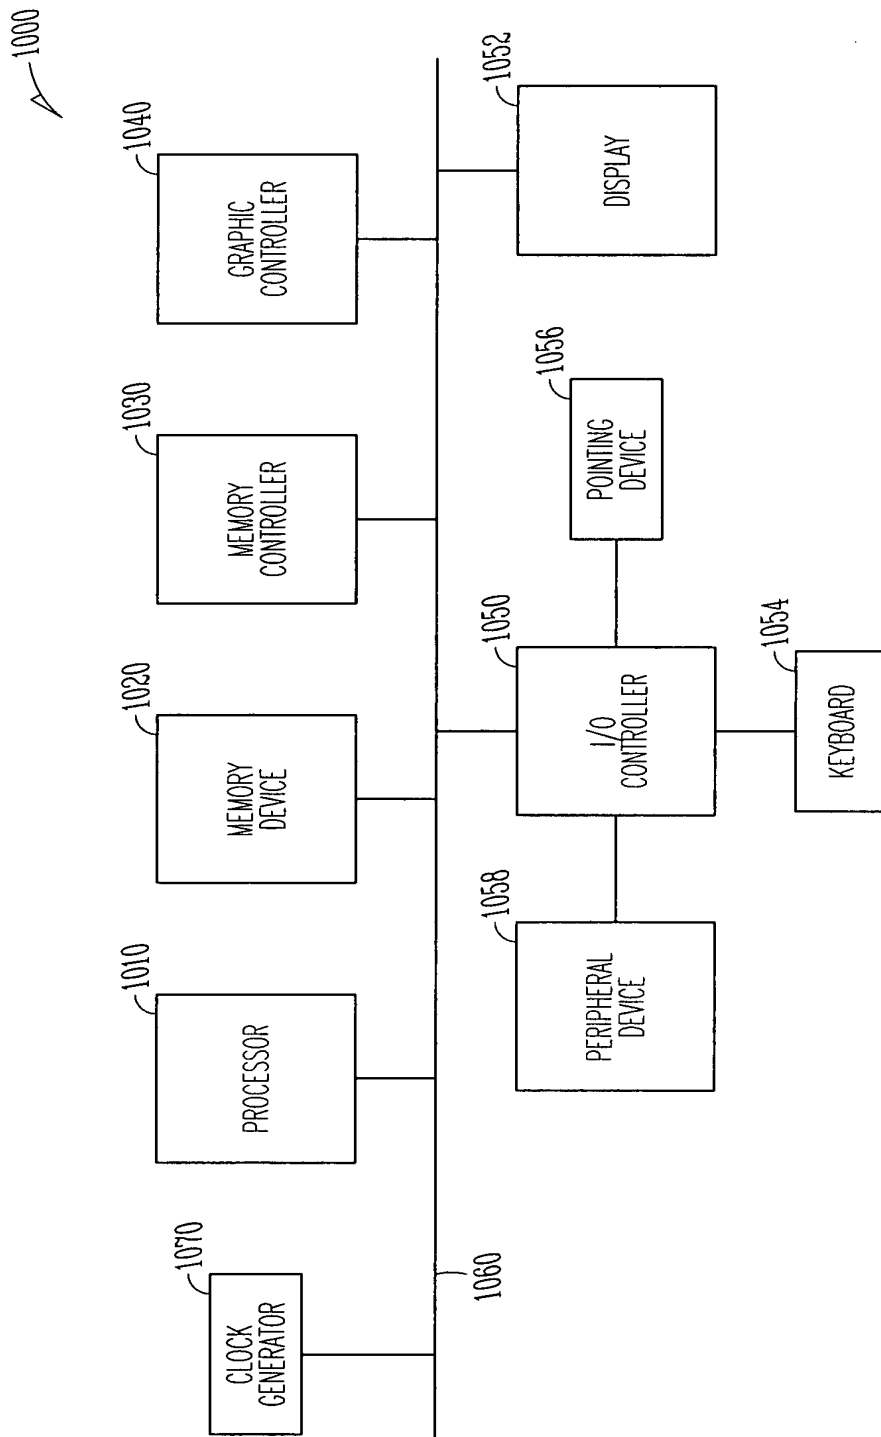 1000
1070
CLOCK
GENERATOR
1010
PROCESSOR
1020
MEMORY
DEVICE
1030
MEMORY
CONTROLLER
1040
GRAPHIC
CONTROLLER
1060
1058
PERIPHERAL
DEVICE
1050
I/O
CONTROLLER
1056
POINTING
DEVICE
1052
DISPLAY
1054
KEYBOARD